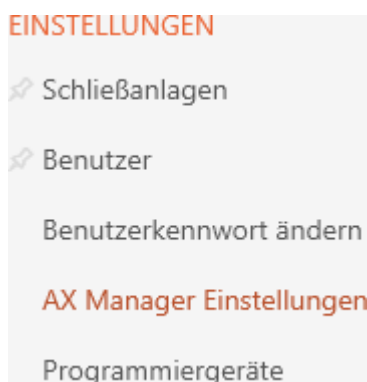 EINSTELLUNGEN
Schließanlagen
Benutzer
Benutzerkennwort ändern
AX Manager Einstellungen
Programmiergeräte